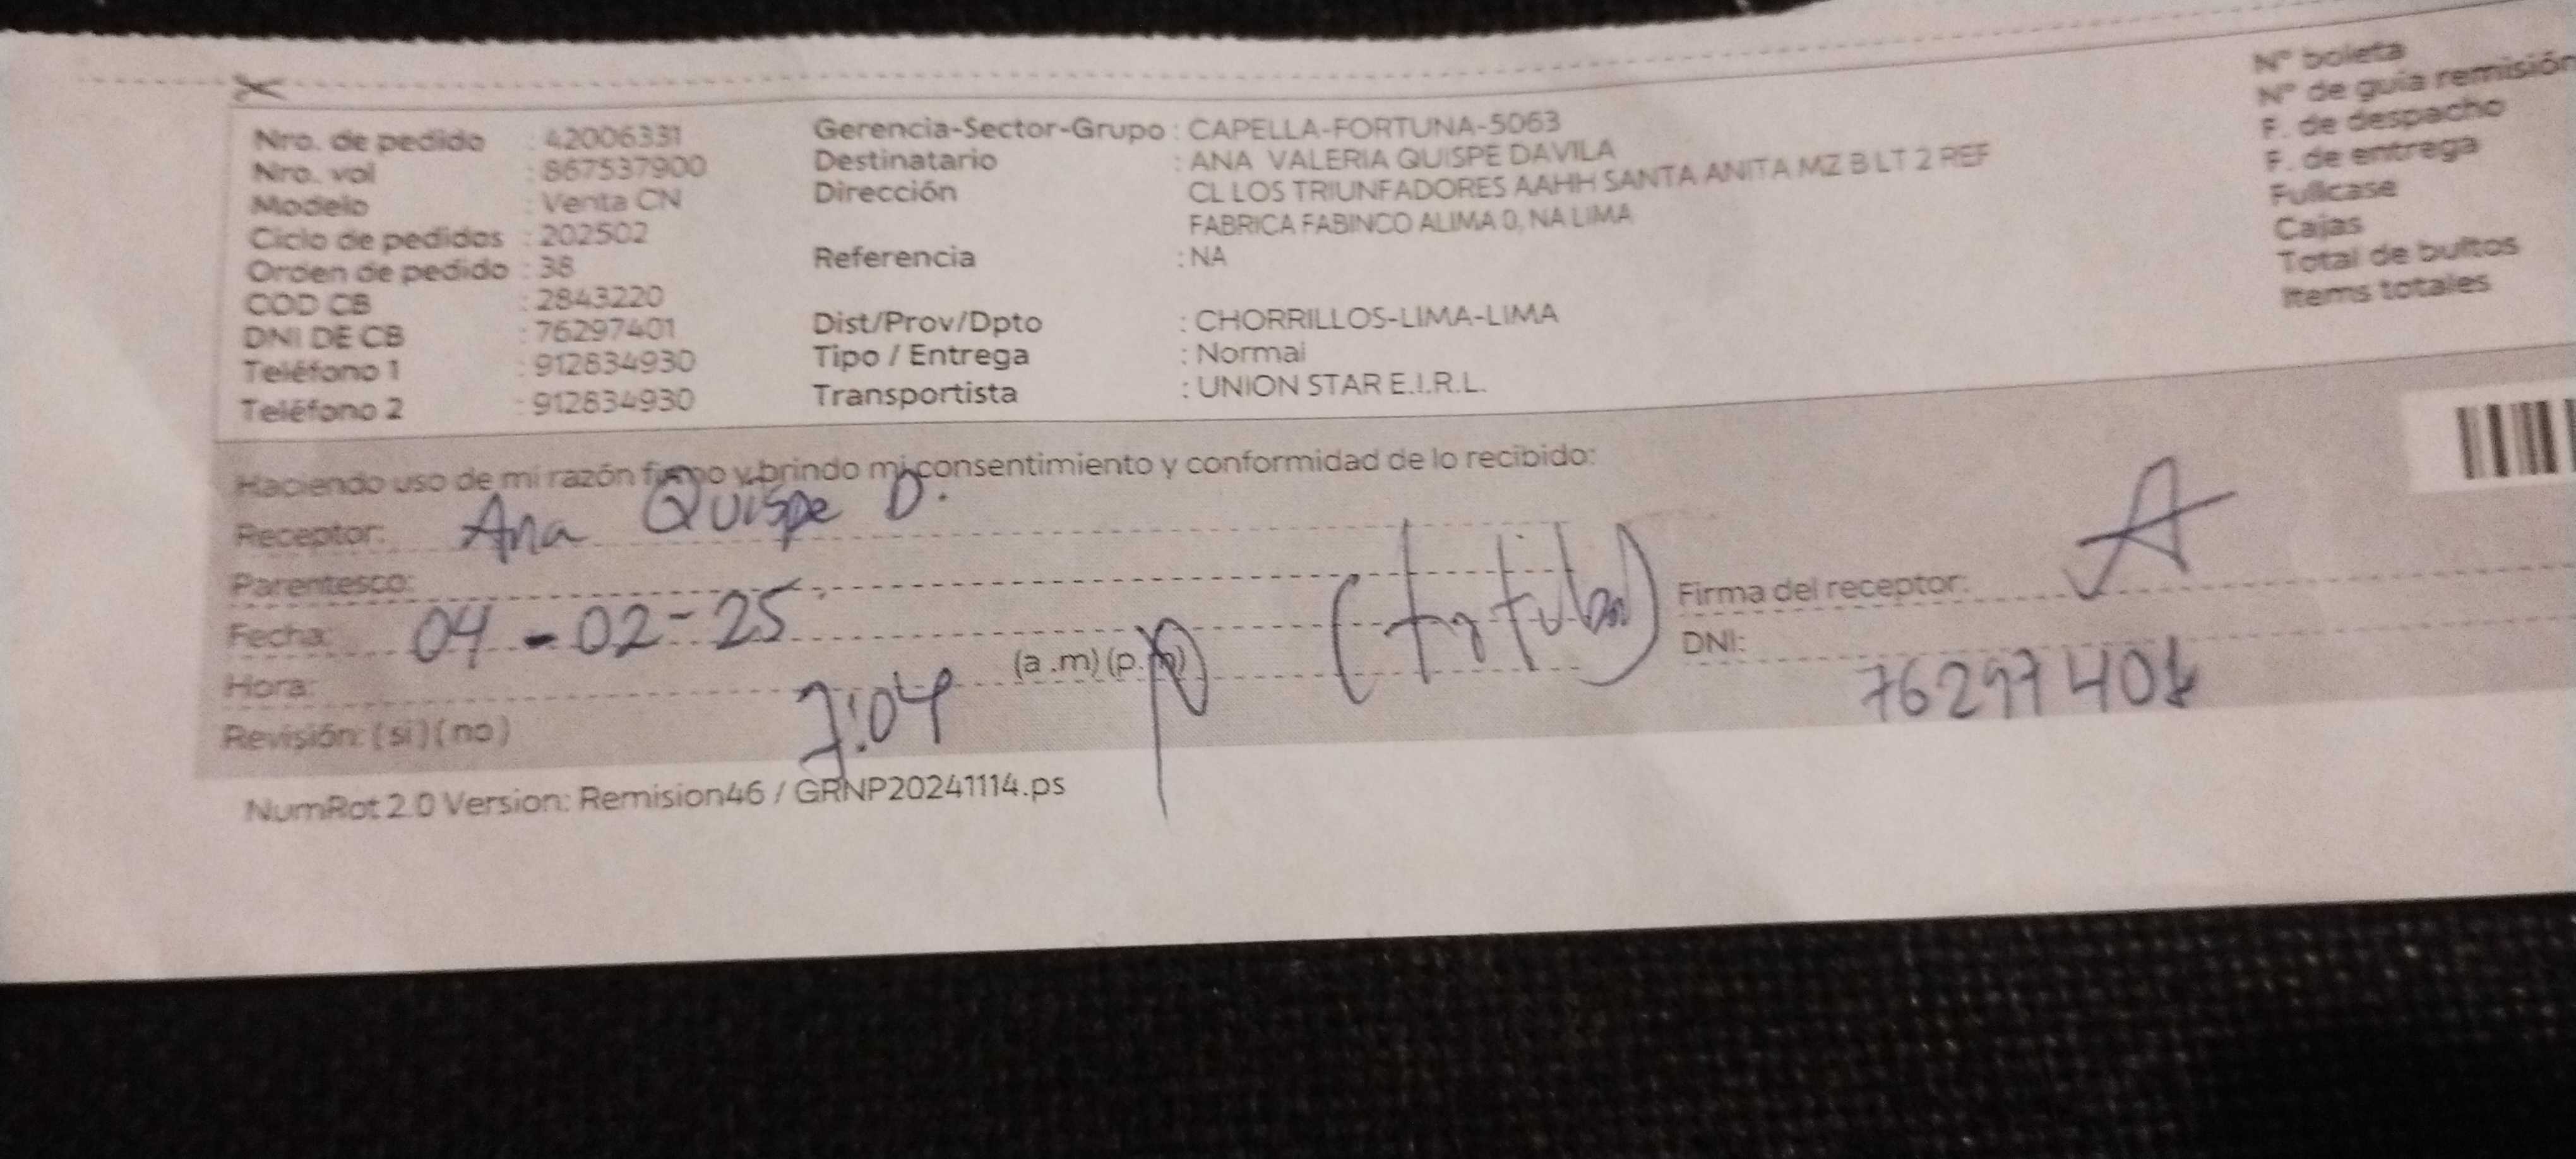 Nro. de pedido : 42006331
Nro. vol : 867537900
Modelo : Venta CN
Ciclo de pedidos : 202502
Orden de pedido : 38
COD CB : 2843220
DNI DE CB : 76297401
Teléfono 1 : 912834930
Teléfono 2 : 912834930
Gerencia-Sector-Grupo : CAPELLA-FORTUNA-5063
Destinatario : ANA VALERIA QUISPE DAVILA
Dirección CL LOS TRIUNFADORES AAHH SANTA ANITA MZ B LT 2 REF
FABRICA FABINCO ALIMA 0, NA LIMA
Referencia : NA
Dist/Prov/Dpto : CHORRILLOS-LIMA-LIMA
Tipo / Entrega : Normal
Transportista : UNION STAR E.I.R.L.
N° boleta
N° de guía remisión
F. de despacho
F. de entrega
Fullcase
Cajas
Total de bultos
Items totales
Haciendo uso de mi razón firmo y brindo mi consentimiento y conformidad de lo recibido:
Receptor: Ana Quispe D.
Parentesco:
Fecha: 04-02-25
Hora: 7:04 (a .m) (p.m)
Revisión: ( si ) ( no )
Firma del receptor: A
DNI: 76297401
NumRot 2.0 Version: Remision46 / GRNP20241114.ps